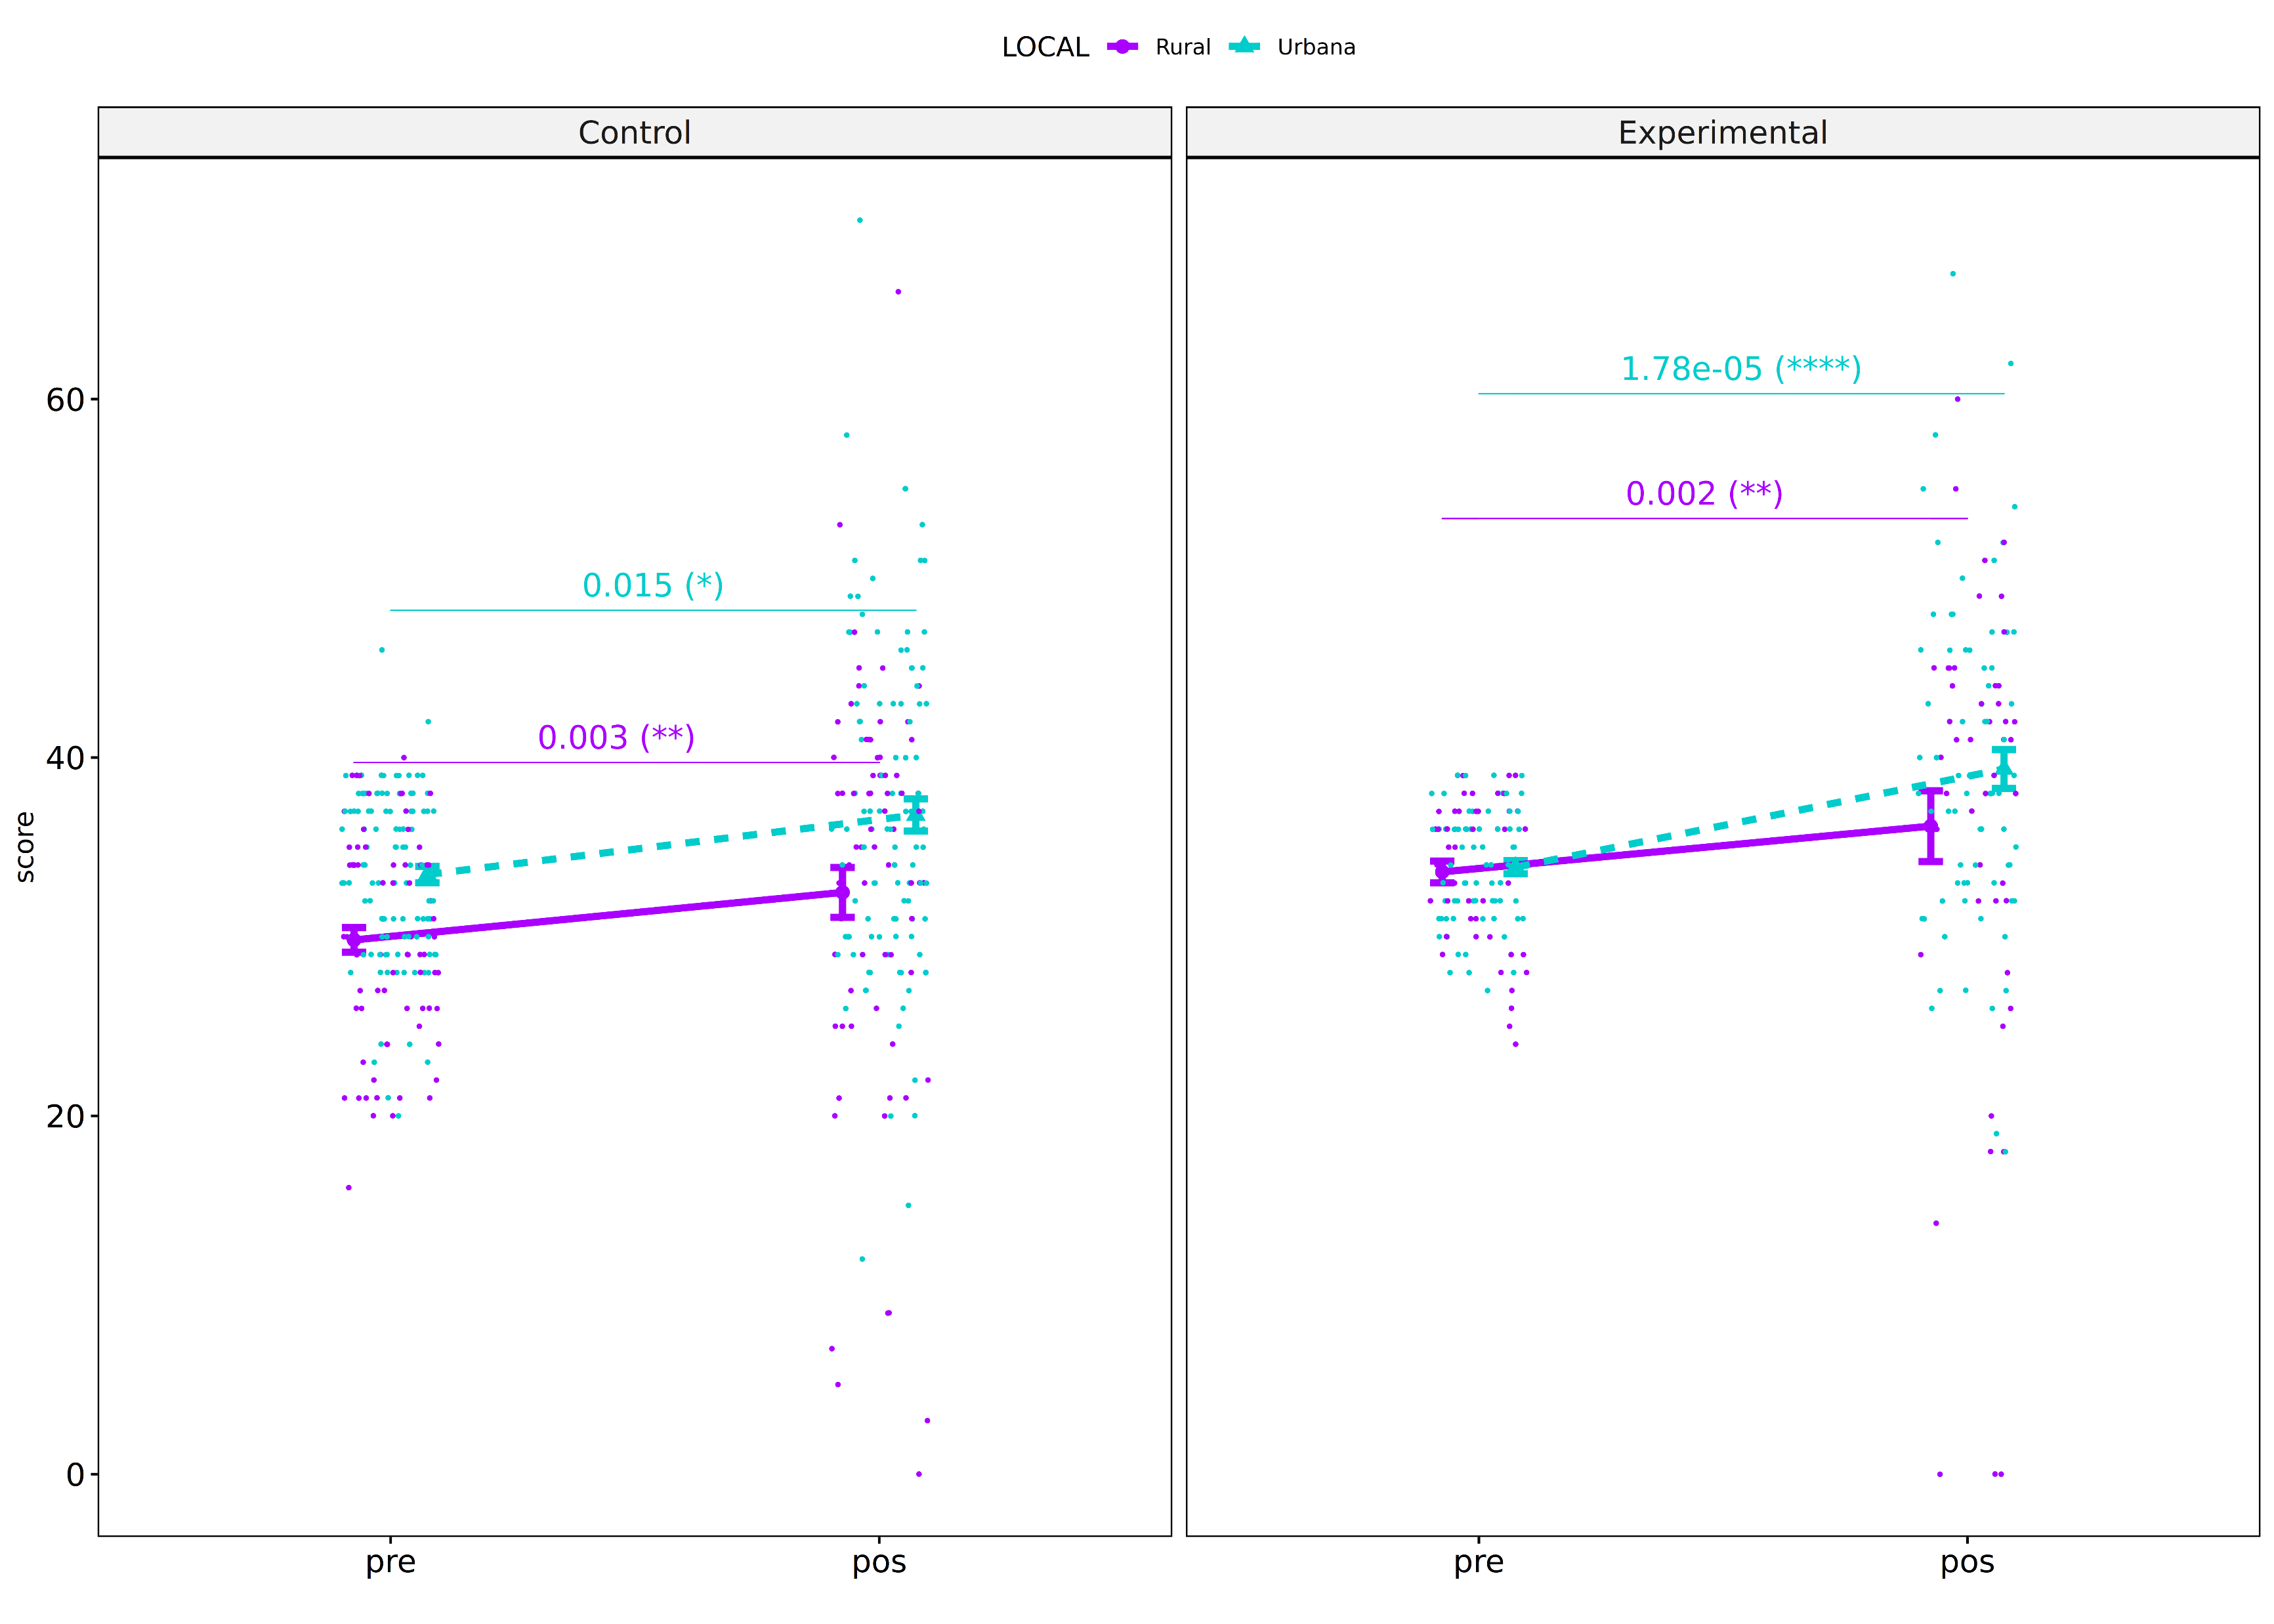 LOCAL Rural Urbana
Control Experimental
score
60
40
20
0
1.78e-05 (****)
0.002 (**)
0.015 (*)
0.003 (**)
pre pos pre pos